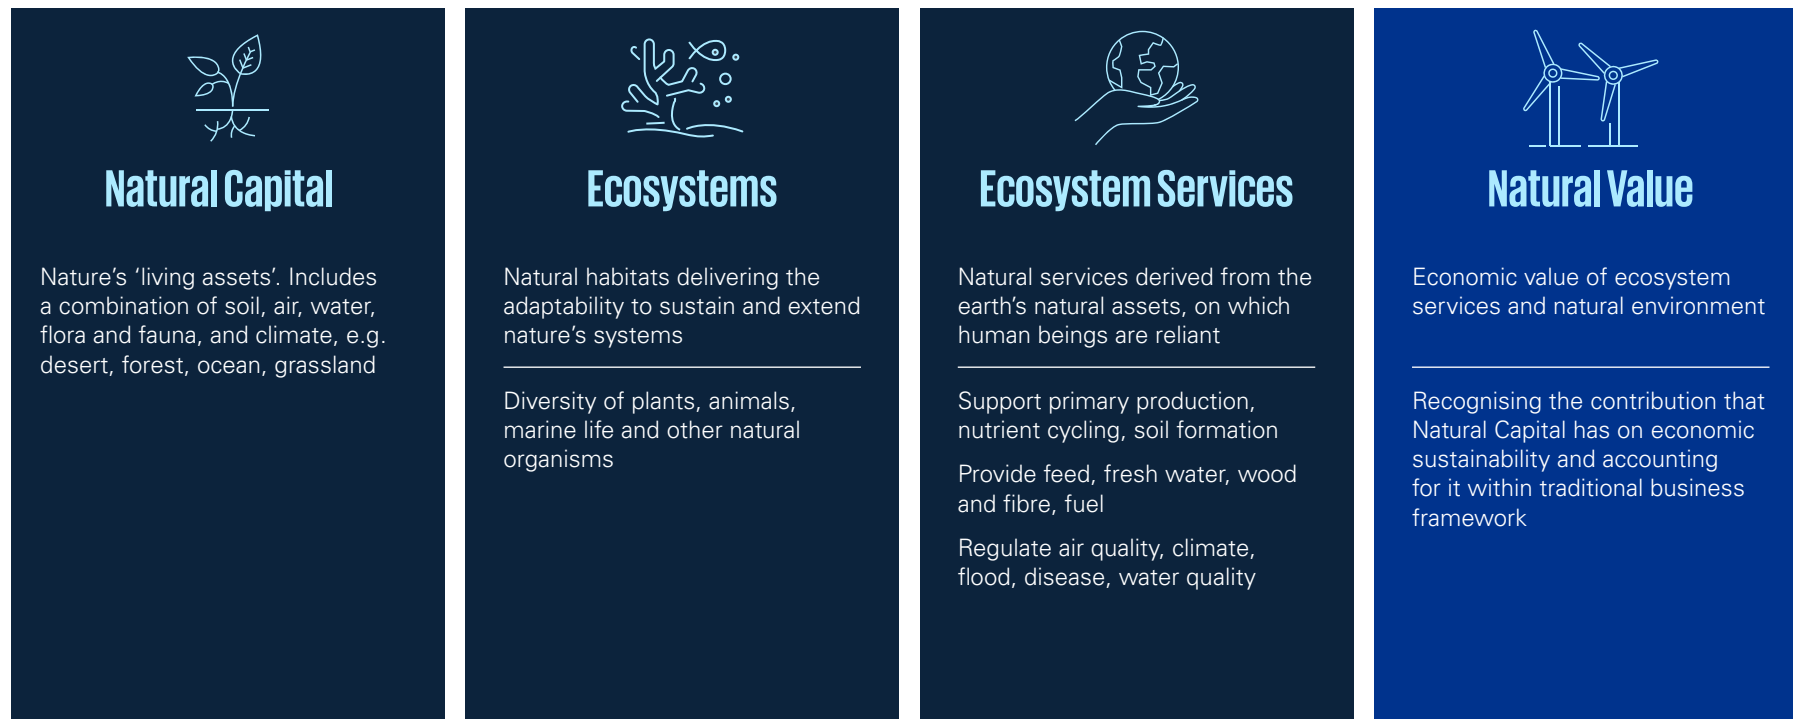 Natural Capital
Nature’s ‘living assets’. Includes
a combination of soil, air, water,
flora and fauna, and climate, e.g.
desert, forest, ocean, grassland
Ecosystems
Natural habitats delivering the
adaptability to sustain and extend
nature’s systems
Diversity of plants, animals,
marine life and other natural
organisms
Ecosystem Services
Natural services derived from the
earth’s natural assets, on which
human beings are reliant
Support primary production,
nutrient cycling, soil formation
Provide feed, fresh water, wood
and fibre, fuel
Regulate air quality, climate,
flood, disease, water quality
Natural Value
Economic value of ecosystem
services and natural environment
Recognising the contribution that
Natural Capital has on economic
sustainability and accounting
for it within traditional business
framework